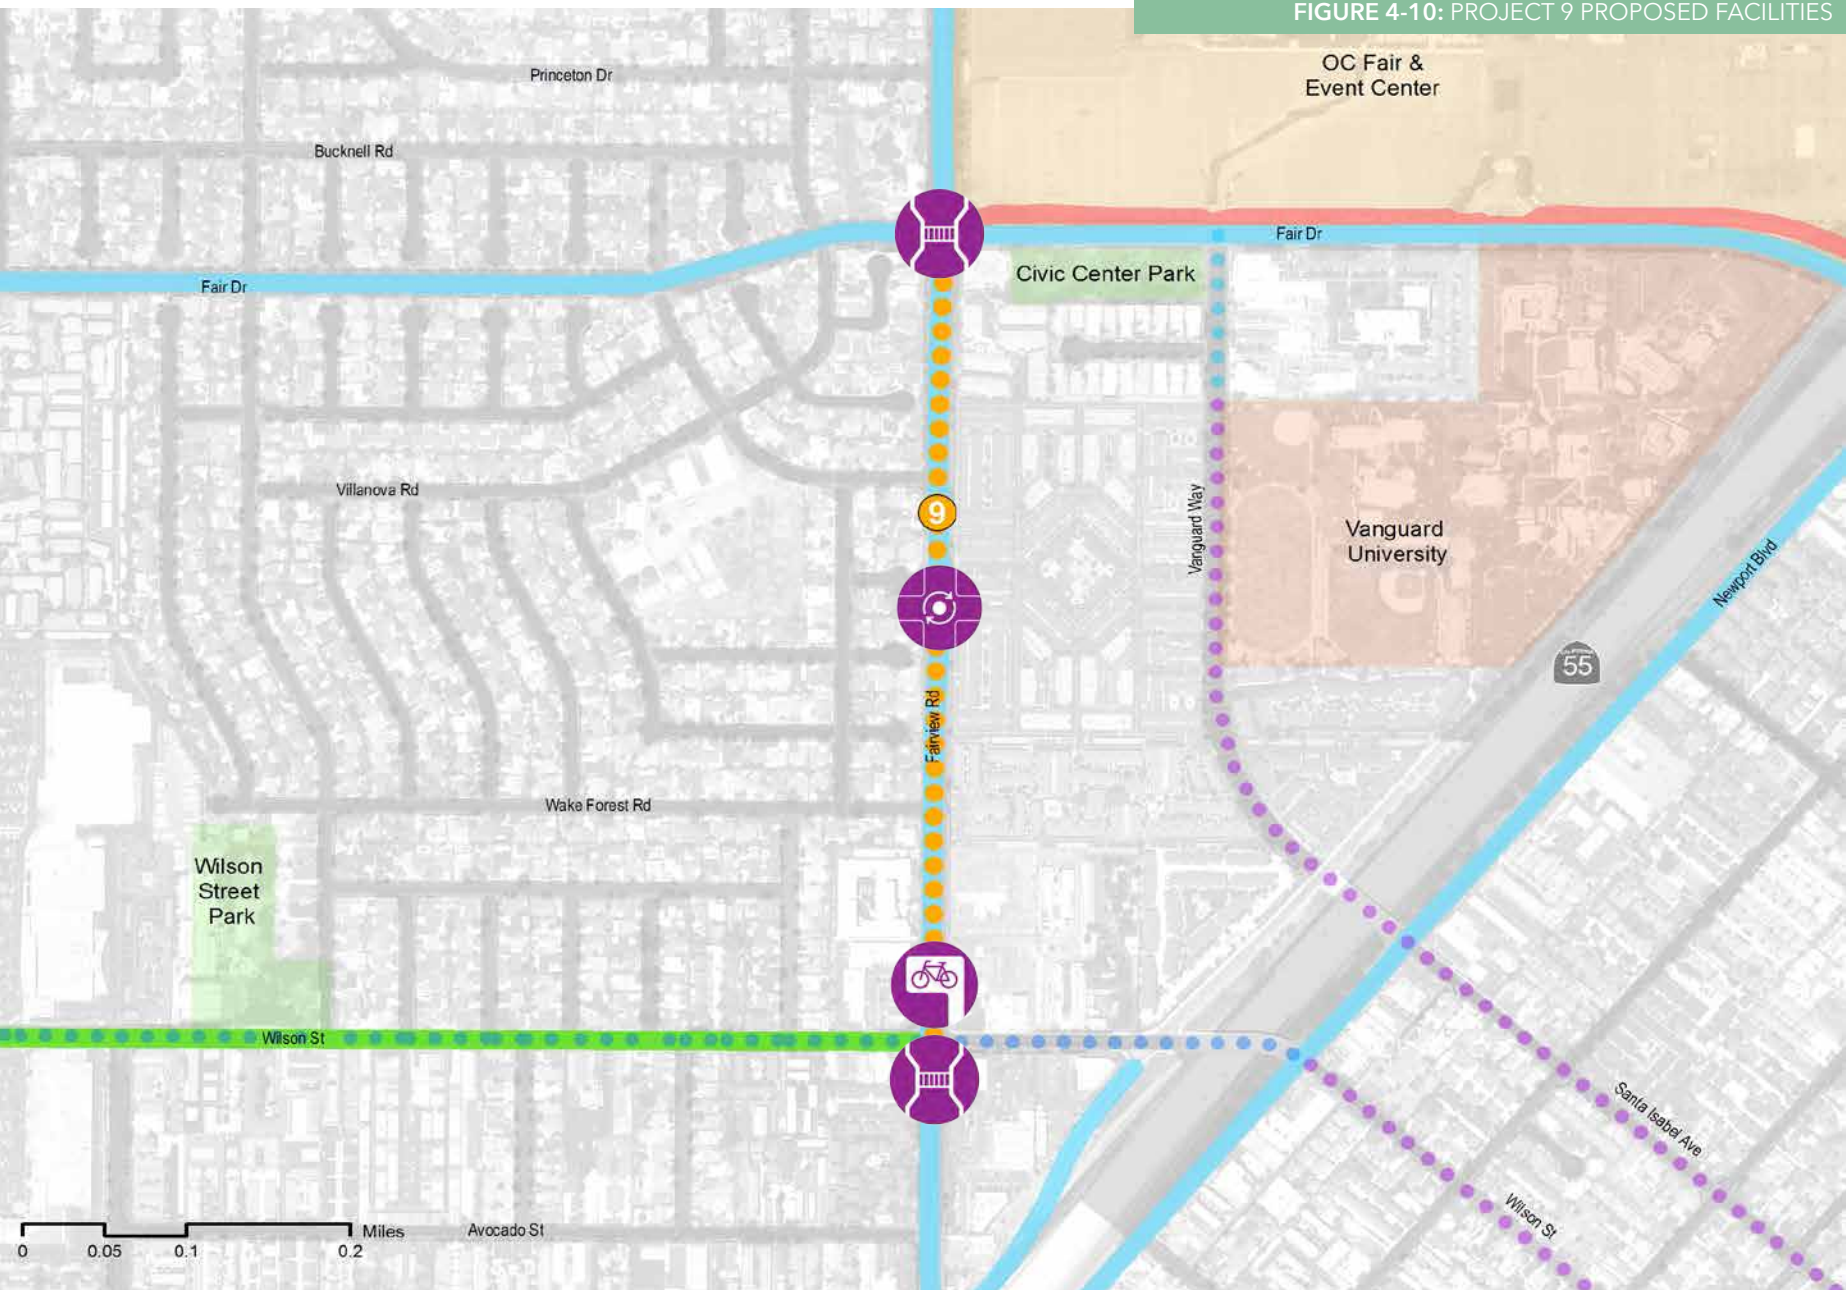 FIGURE 4-10: PROJECT 9 PROPOSED FACILITIES
OC Fair &
Event Center
Princeton Dr
Bucknell Rd
Fair Dr
Civic Center Park
Fair Dr
Villanova Rd
9
Vanguard Way
Vanguard
University
Newport Blvd
55
Fairview Rd
Wake Forest Rd
Wilson
Street
Park
Wilson St
Santa Isabel Ave
Wilson St
Avocado St
Miles
0
0.05
0.1
0.2